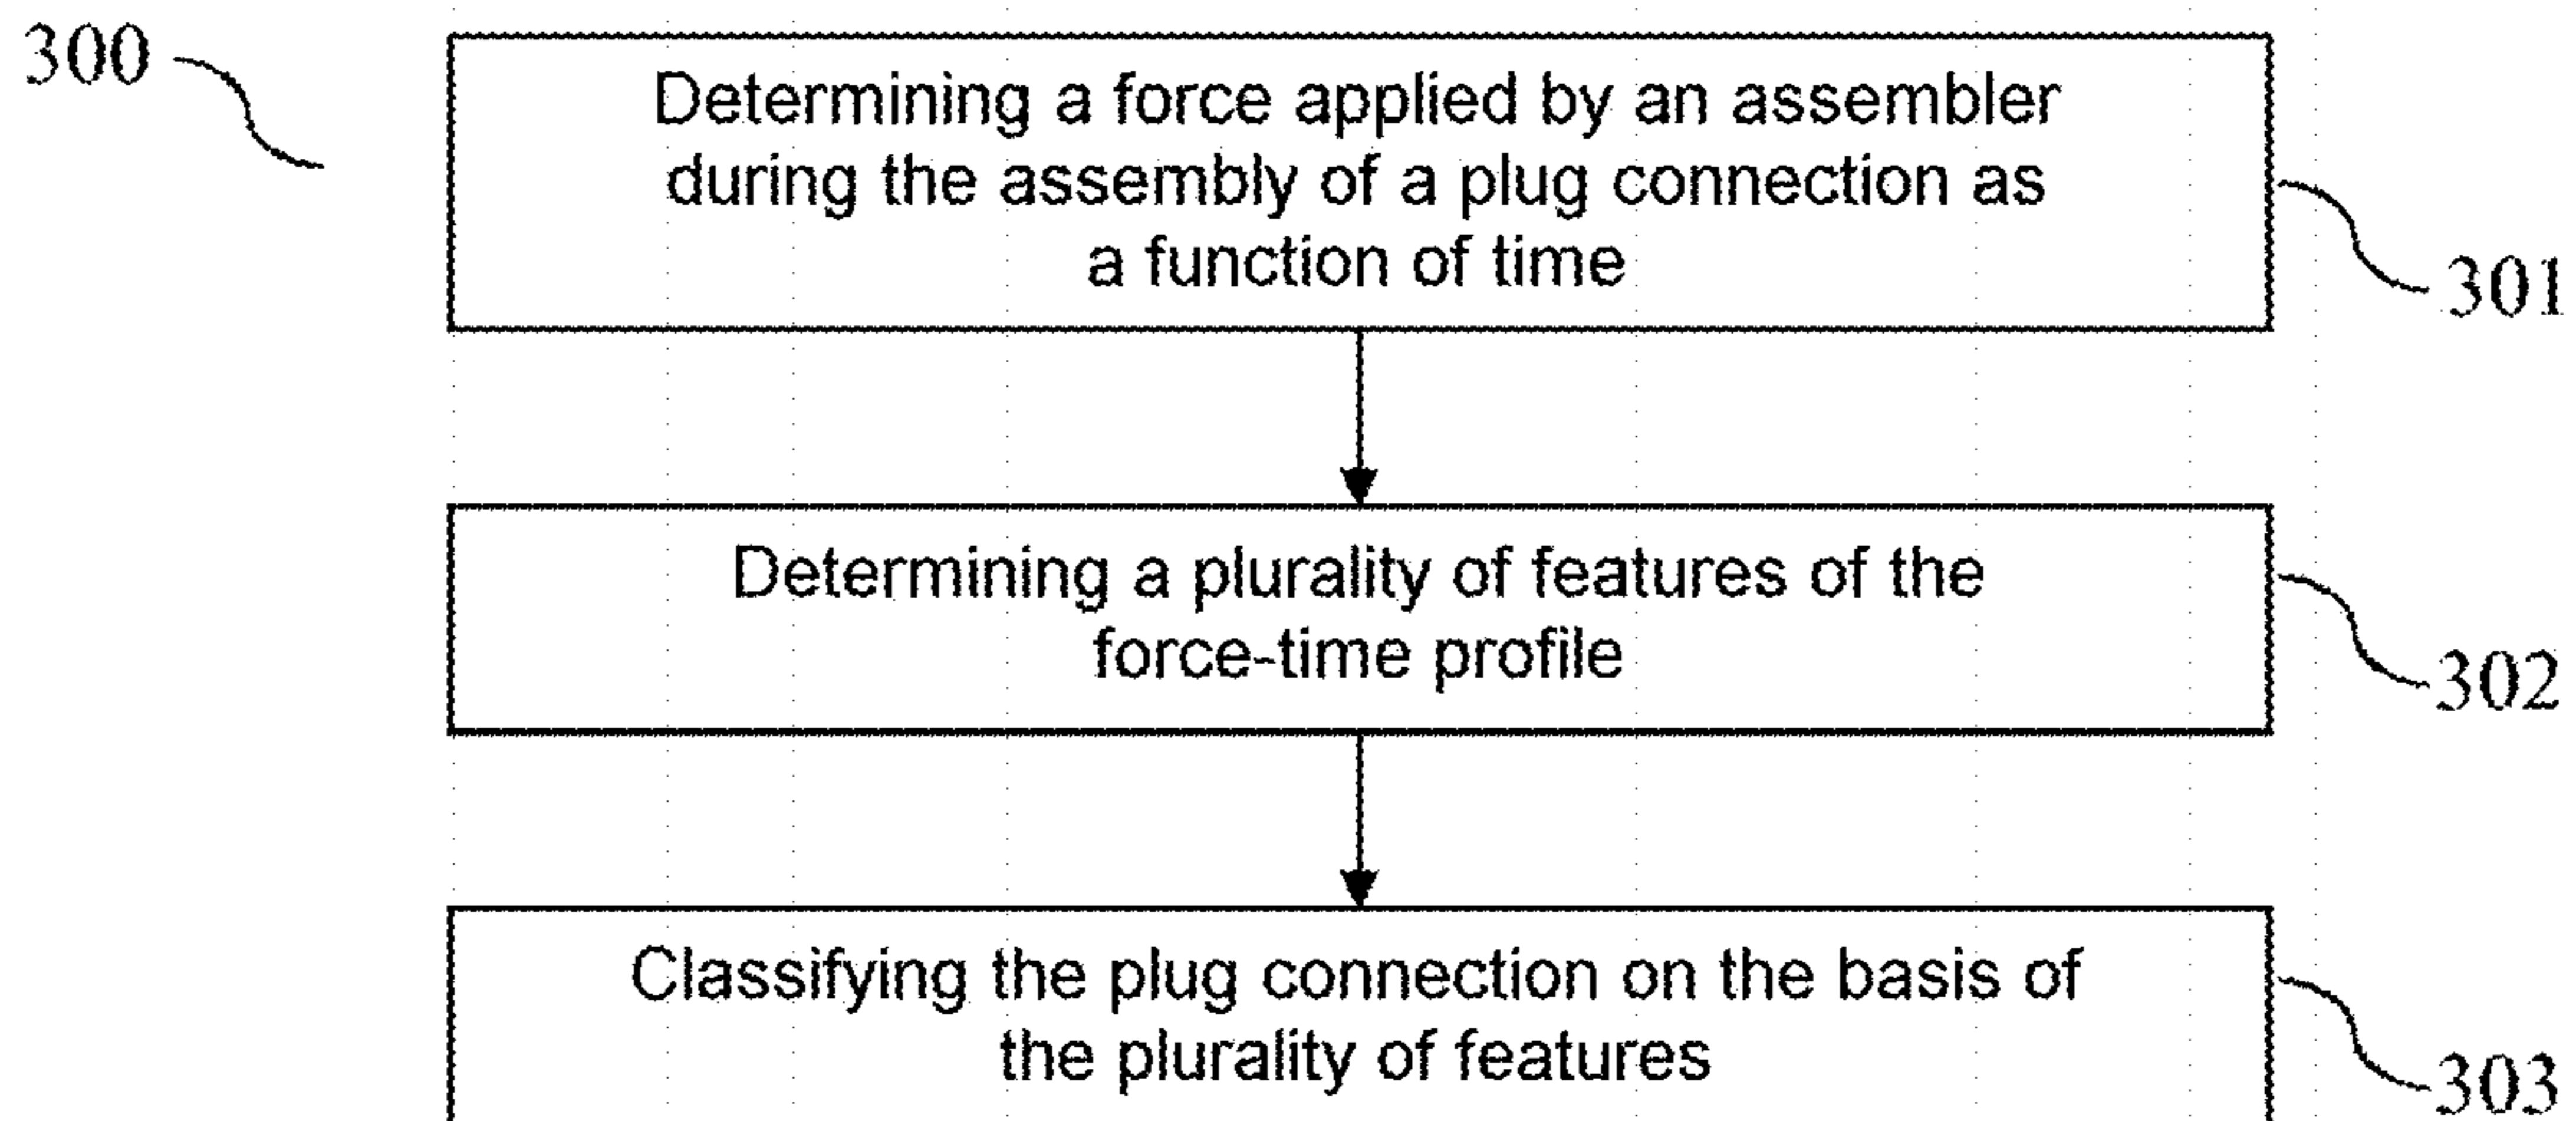 300
Determining a force applied by an assembler
during the assembly of a plug connection as
a function of time
301
Determining a plurality of features of the
force-time profile
302
Classifying the plug connection on the basis of
the plurality of features
303